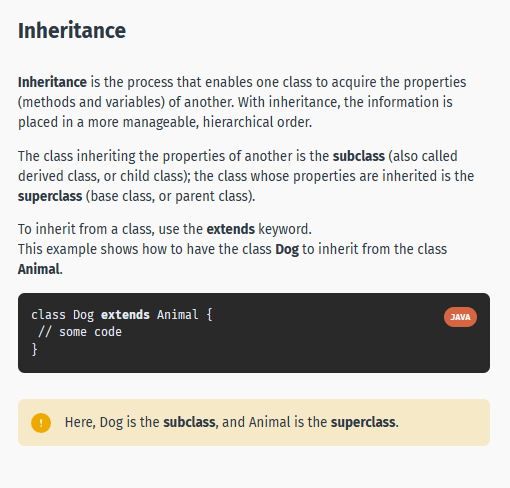 Inheritance
Inheritance is the process that enables one class to acquire the properties
(methods and variables) of another. With inheritance, the information is
placed in a more manageable, hierarchical order.
The class inheriting the properties of another is the subclass (also called
derived class, or child class); the class whose properties are inherited is the
superclass (base class, or parent class).
To inherit from a class, use the extends keyword.
This example shows how to have the class Dog to inherit from the class
Animal.
class Dog extends Animal {
JAVA
// some code
}
! Here, Dog is the subclass, and Animal is the superclass.